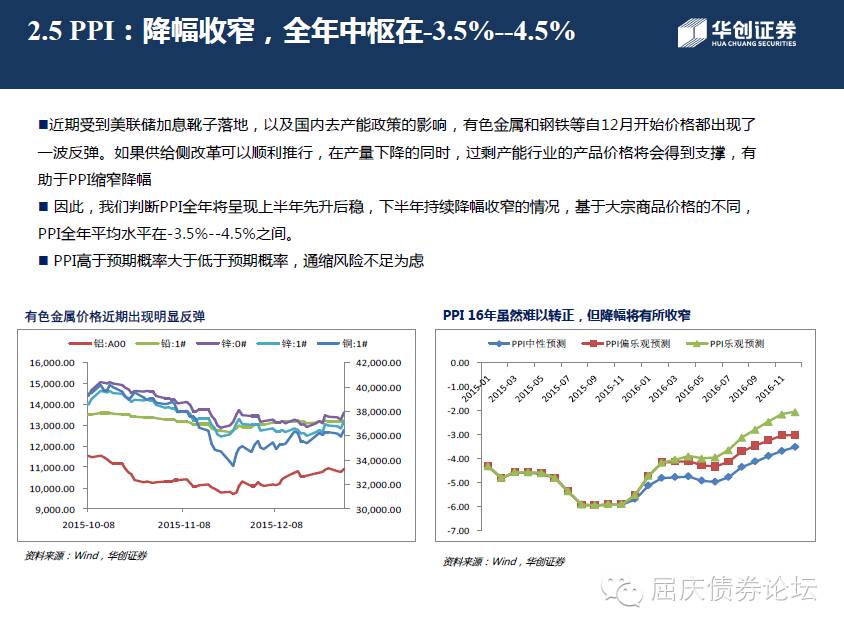 2.5 PPI：降幅收窄，全年中枢在-3.5%--4.5%
华创证券
HUA CHUANG SECURITIES
■近期受到美联储加息靴子落地，以及国内去产能政策的影响，有色金属和钢铁等自12月开始价格都出现了
一波反弹。如果供给侧改革可以顺利推行，在产量下降的同时，过剩产能行业的产品价格将会得到支撑，有
助于PPI缩窄降幅
■ 因此，我们判断PPI全年将呈现上半年先升后稳，下半年持续降幅收窄的情况，基于大宗商品价格的不同，
PPI全年平均水平在-3.5%--4.5%之间。
■ PPI高于预期概率大于低于预期概率，通缩风险不足为虑
有色金属价格近期出现明显反弹
铝:A00 铅:1# 锌:0# 锌:1# 铜:1#
16,000.00 42,000.00
15,000.00 40,000.00
14,000.00 38,000.00
13,000.00
12,000.00 36,000.00
11,000.00 34,000.00
10,000.00 32,000.00
9,000.00 30,000.00
2015-10-08 2015-11-08 2015-12-08
资料来源：Wind，华创证券
PPI 16年虽然难以转正，但降幅将有所收窄
PPI中性预测 PPI偏乐观预测 PPI乐观预测
0.00
-1.00
-2.00
-3.00
-4.00
-5.00
-6.00
-7.00
2015-01 2015-03 2015-05 2015-07 2015-09 2015-11 2016-01 2016-03 2016-05 2016-07 2016-09 2016-11
资料来源：Wind，华创证券
屈庆债券论坛